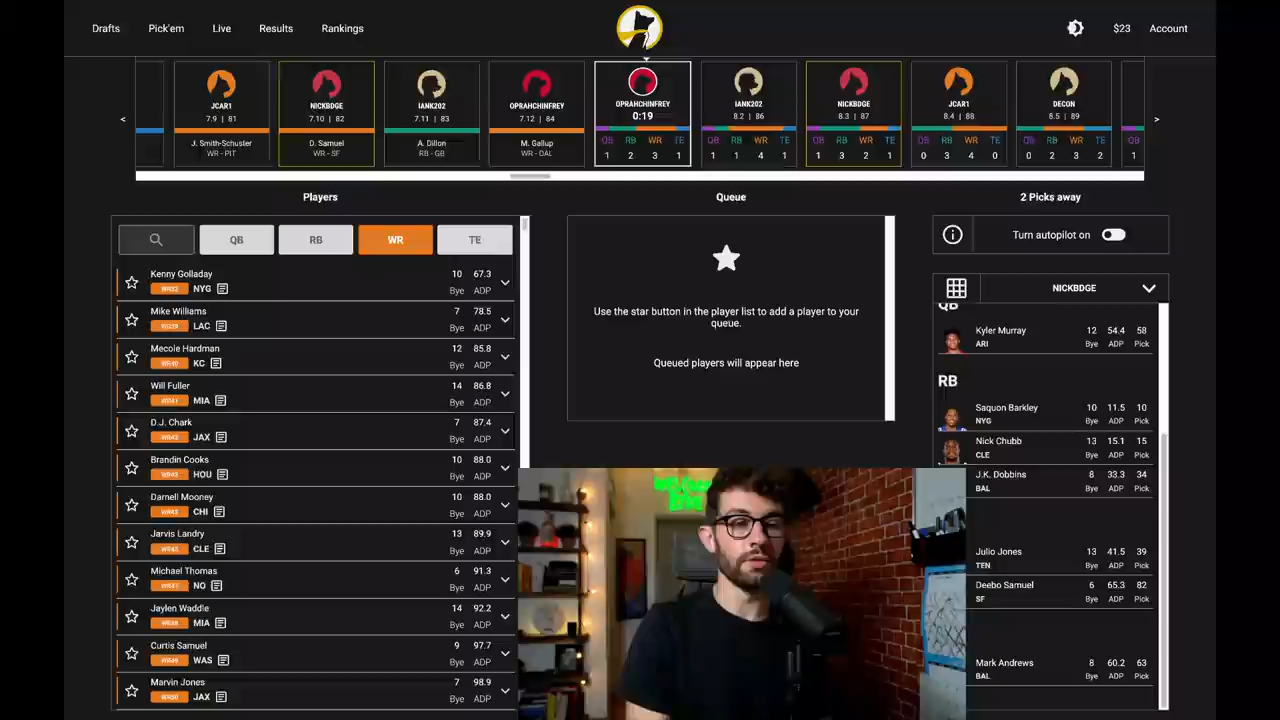 Drafts
Pick'em
Live
Results
Rankings
$23
Account
<
JCAR1
7.9 | 81
J. Smith-Schuster
WR - PIT
NICKBDGE
7.10 | 82
D. Samuel
WR - SF
IANK202
7.11 | 83
A. Dillon
RB - GB
OPRAHCHINFREY
7.12 | 84
M. Gallup
WR - DAL
OPRAHCHINFREY
0:19
QB RB WR TE
1 2 3 1
IANK202
8.2 | 86
QB RB WR TE
1 1 4 1
NICKBDGE
8.3 | 87
QB RB WR TE
1 3 2 1
JCAR1
8.4 | 88
QB RB WR TE
0 3 4 0
DECON
8.5 | 89
QB RB WR TE
0 2 3 2
QB
1
>
Players
QB
RB
WR
TE
Kenny Golladay
NYG
10 67.3
Bye ADP
Mike Williams
LAC
7 78.5
Bye ADP
Mecole Hardman
KC
12 85.8
Bye ADP
Will Fuller
MIA
14 86.8
Bye ADP
D.J. Chark
JAX
7 87.4
Bye ADP
Brandin Cooks
HOU
10 88.0
Bye ADP
Darnell Mooney
CHI
10 88.0
Bye ADP
Jarvis Landry
CLE
13 89.9
Bye ADP
Michael Thomas
NO
6 91.3
Bye ADP
Jaylen Waddle
MIA
14 92.2
Bye ADP
Curtis Samuel
WAS
9 97.7
Bye ADP
Marvin Jones
JAX
7 98.9
Bye ADP
Queue
Use the star button in the player list to add a player to your
queue.
Queued players will appear here
2 Picks away
Turn autopilot on
NICKBDGE
QB
Kyler Murray
ARI
12 54.4 58
Bye ADP Pick
RB
Saquon Barkley
NYG
10 11.5 10
Bye ADP Pick
Nick Chubb
CLE
13 15.1 15
Bye ADP Pick
J.K. Dobbins
BAL
8 33.3 34
Bye ADP Pick
Julio Jones
TEN
13 41.5 39
Bye ADP Pick
Deebo Samuel
SF
6 65.3 82
Bye ADP Pick
Mark Andrews
BAL
8 60.2 63
Bye ADP Pick